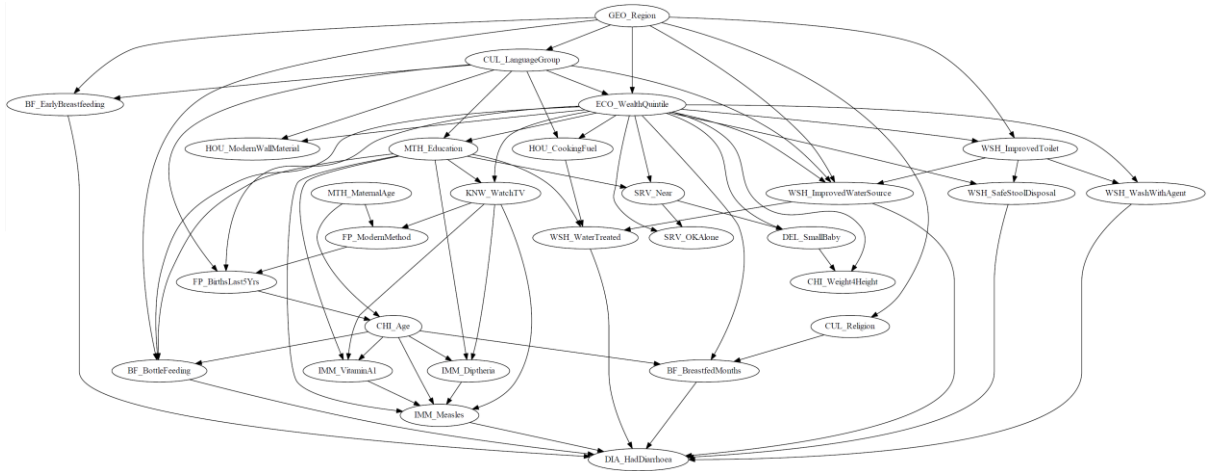 GEO_Region
CUL_LanguageGroup
BF_EarlyBreastfeeding
ECO_WealthQuintile
HOU_ModernWallMaterial
MTH_Education
HOU_CookingFuel
WSH_ImprovedToilet
MTH_MaternalAge
KNW_WatchTV
SRV_Near
WSH_ImprovedWaterSource
WSH_SafeStoolDisposal
WSH_WashWithAgent
FP_ModernMethod
WSH_WaterTreated
SRV_OKAlone
DEL_SmallBaby
FP_BirthsLast5Yrs
CHI_Weight4Height
CHI_Age
CUL_Religion
BF_BottleFeeding
IMM_VitaminA1
IMM_Diptheria
BF_BreastfedMonths
IMM_Measles
DIA_HadDiarrhoea